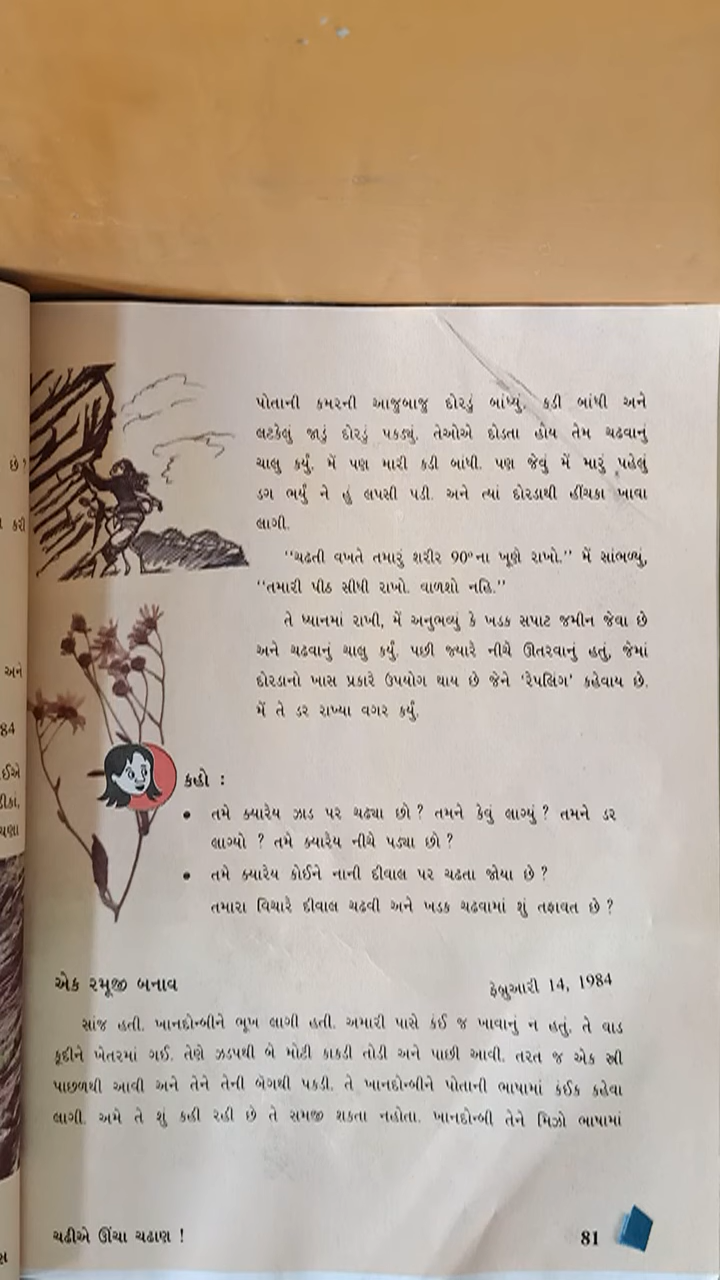 પોતાની કમરની આજુબાજુ દોરડું બાંધ્યું. કડી બાંધી અને
લટકેલું જાડું દોરડું પકડ્યું. તેઓએ દોડતા હોય તેમ ચઢવાનું
ચાલુ કર્યું. મેં પણ મારી કડી બાંધી. પણ જેવું મેં મારું પહેલું
ડગ ભર્યું ને હું લપસી પડી. અને ત્યાં દોરડાથી હીંચકા ખાવા
લાગી.
“ચઢતી વખતે તમારું શરીર 90°ના ખૂણે રાખો.” મેં સાંભળ્યું,
“તમારી પીઠ સીધી રાખો. વાળશો નહિ.”
તે ધ્યાનમાં રાખી, મેં અનુભવ્યું કે ખડક સપાટ જમીન જેવા છે
અને ચઢવાનું ચાલુ કર્યું. પછી જ્યારે નીચે ઊતરવાનું હતું, જેમાં
દોરડાનો ખાસ પ્રકારે ઉપયોગ થાય છે જેને ‘રેપલિંગ’ કહેવાય છે.
મેં તે ડર રાખ્યા વગર કર્યું.
કહો :
• તમે ક્યારેય ઝાડ પર ચઢ્યા છો ? તમને કેવું લાગ્યું ? તમને ડર
લાગ્યો ? તમે ક્યારેય નીચે પડ્યા છો ?
• તમે ક્યારેય કોઈને નાની દીવાલ પર ચઢતા જોયા છે ?
તમારા વિચારે દીવાલ ચઢવી અને ખડક ચઢવામાં શું તફાવત છે ?
એક રમૂજી બનાવ ફેબ્રુઆરી 14, 1984
સાંજ હતી. ખાનદોન્બીને ભૂખ લાગી હતી. અમારી પાસે કંઈ જ ખાવાનું ન હતું. તે વાડ
કૂદીને ખેતરમાં ગઈ. તેણે ઝડપથી બે મોટી કાકડી તોડી અને પાછી આવી. તરત જ એક સ્ત્રી
પાછળથી આવી અને તેને તેની બેગથી પકડી. તે ખાનદોન્બીને પોતાની ભાષામાં કંઈક કહેવા
લાગી. અમે તે શું કહી રહી છે તે સમજી શકતા નહોતા. ખાનદોન્બી તેને મિઝો ભાષામાં
ચઢીએ ઊંચા ચઢાણ ! 81
છે ?
કરી
અને
84